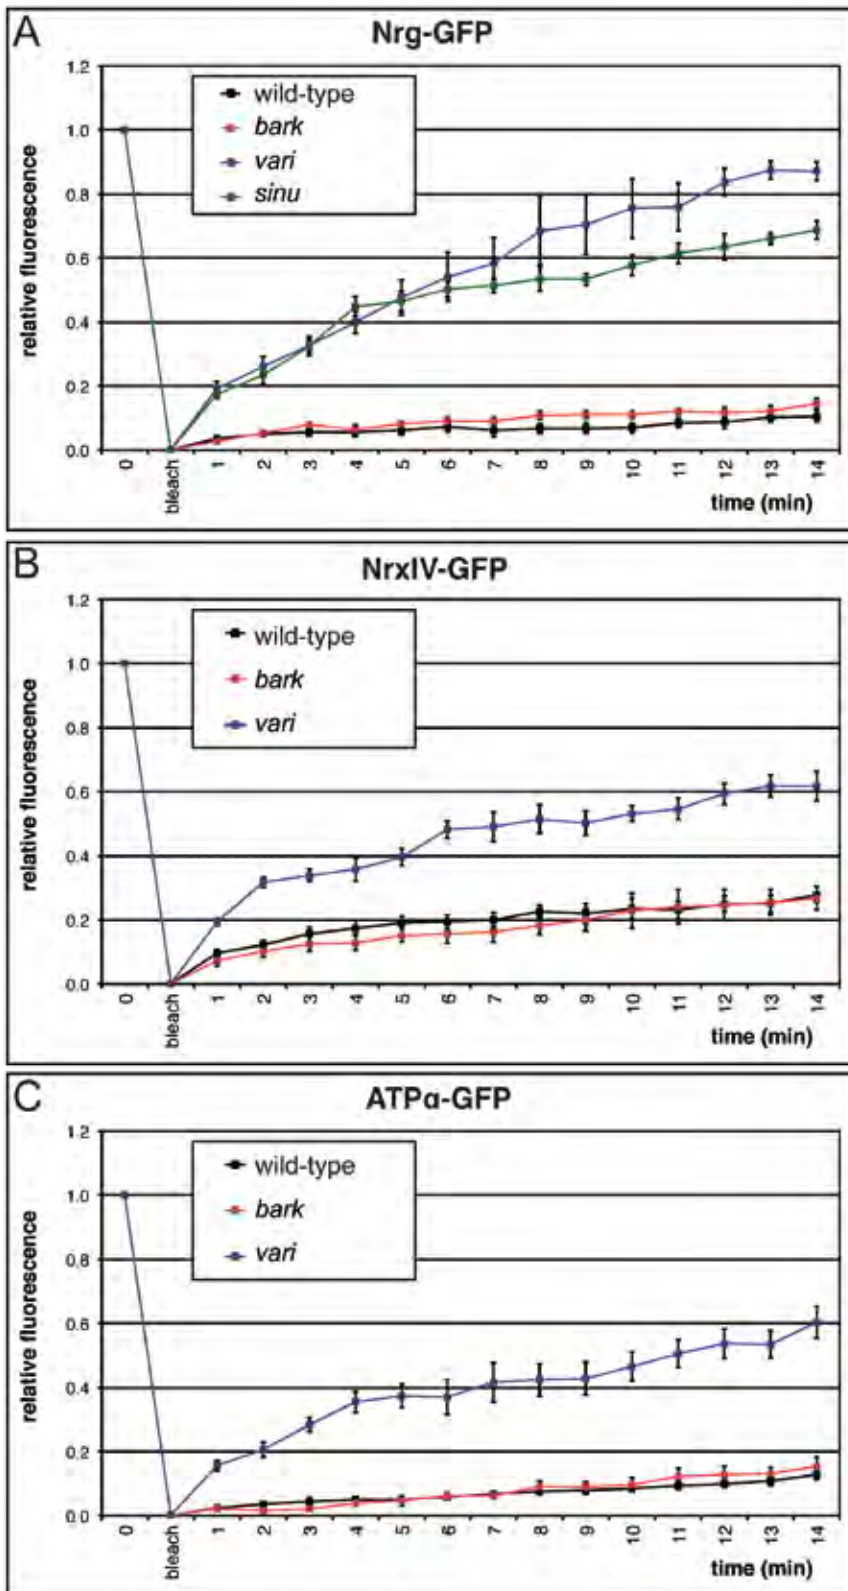 A
Nrg-GFP
1.2
1.0
0.8
0.6
0.4
0.2
0.0
relative fluorescence
wild-type
bark
vari
sinu
0 bleach 1 2 3 4 5 6 7 8 9 10 11 12 13 14
time (min)
B
NrxIV-GFP
1.2
1.0
0.8
0.6
0.4
0.2
0.0
relative fluorescence
wild-type
bark
vari
0 bleach 1 2 3 4 5 6 7 8 9 10 11 12 13 14
time (min)
C
ATPα-GFP
1.2
1.0
0.8
0.6
0.4
0.2
0.0
relative fluorescence
wild-type
bark
vari
0 bleach 1 2 3 4 5 6 7 8 9 10 11 12 13 14
time (min)